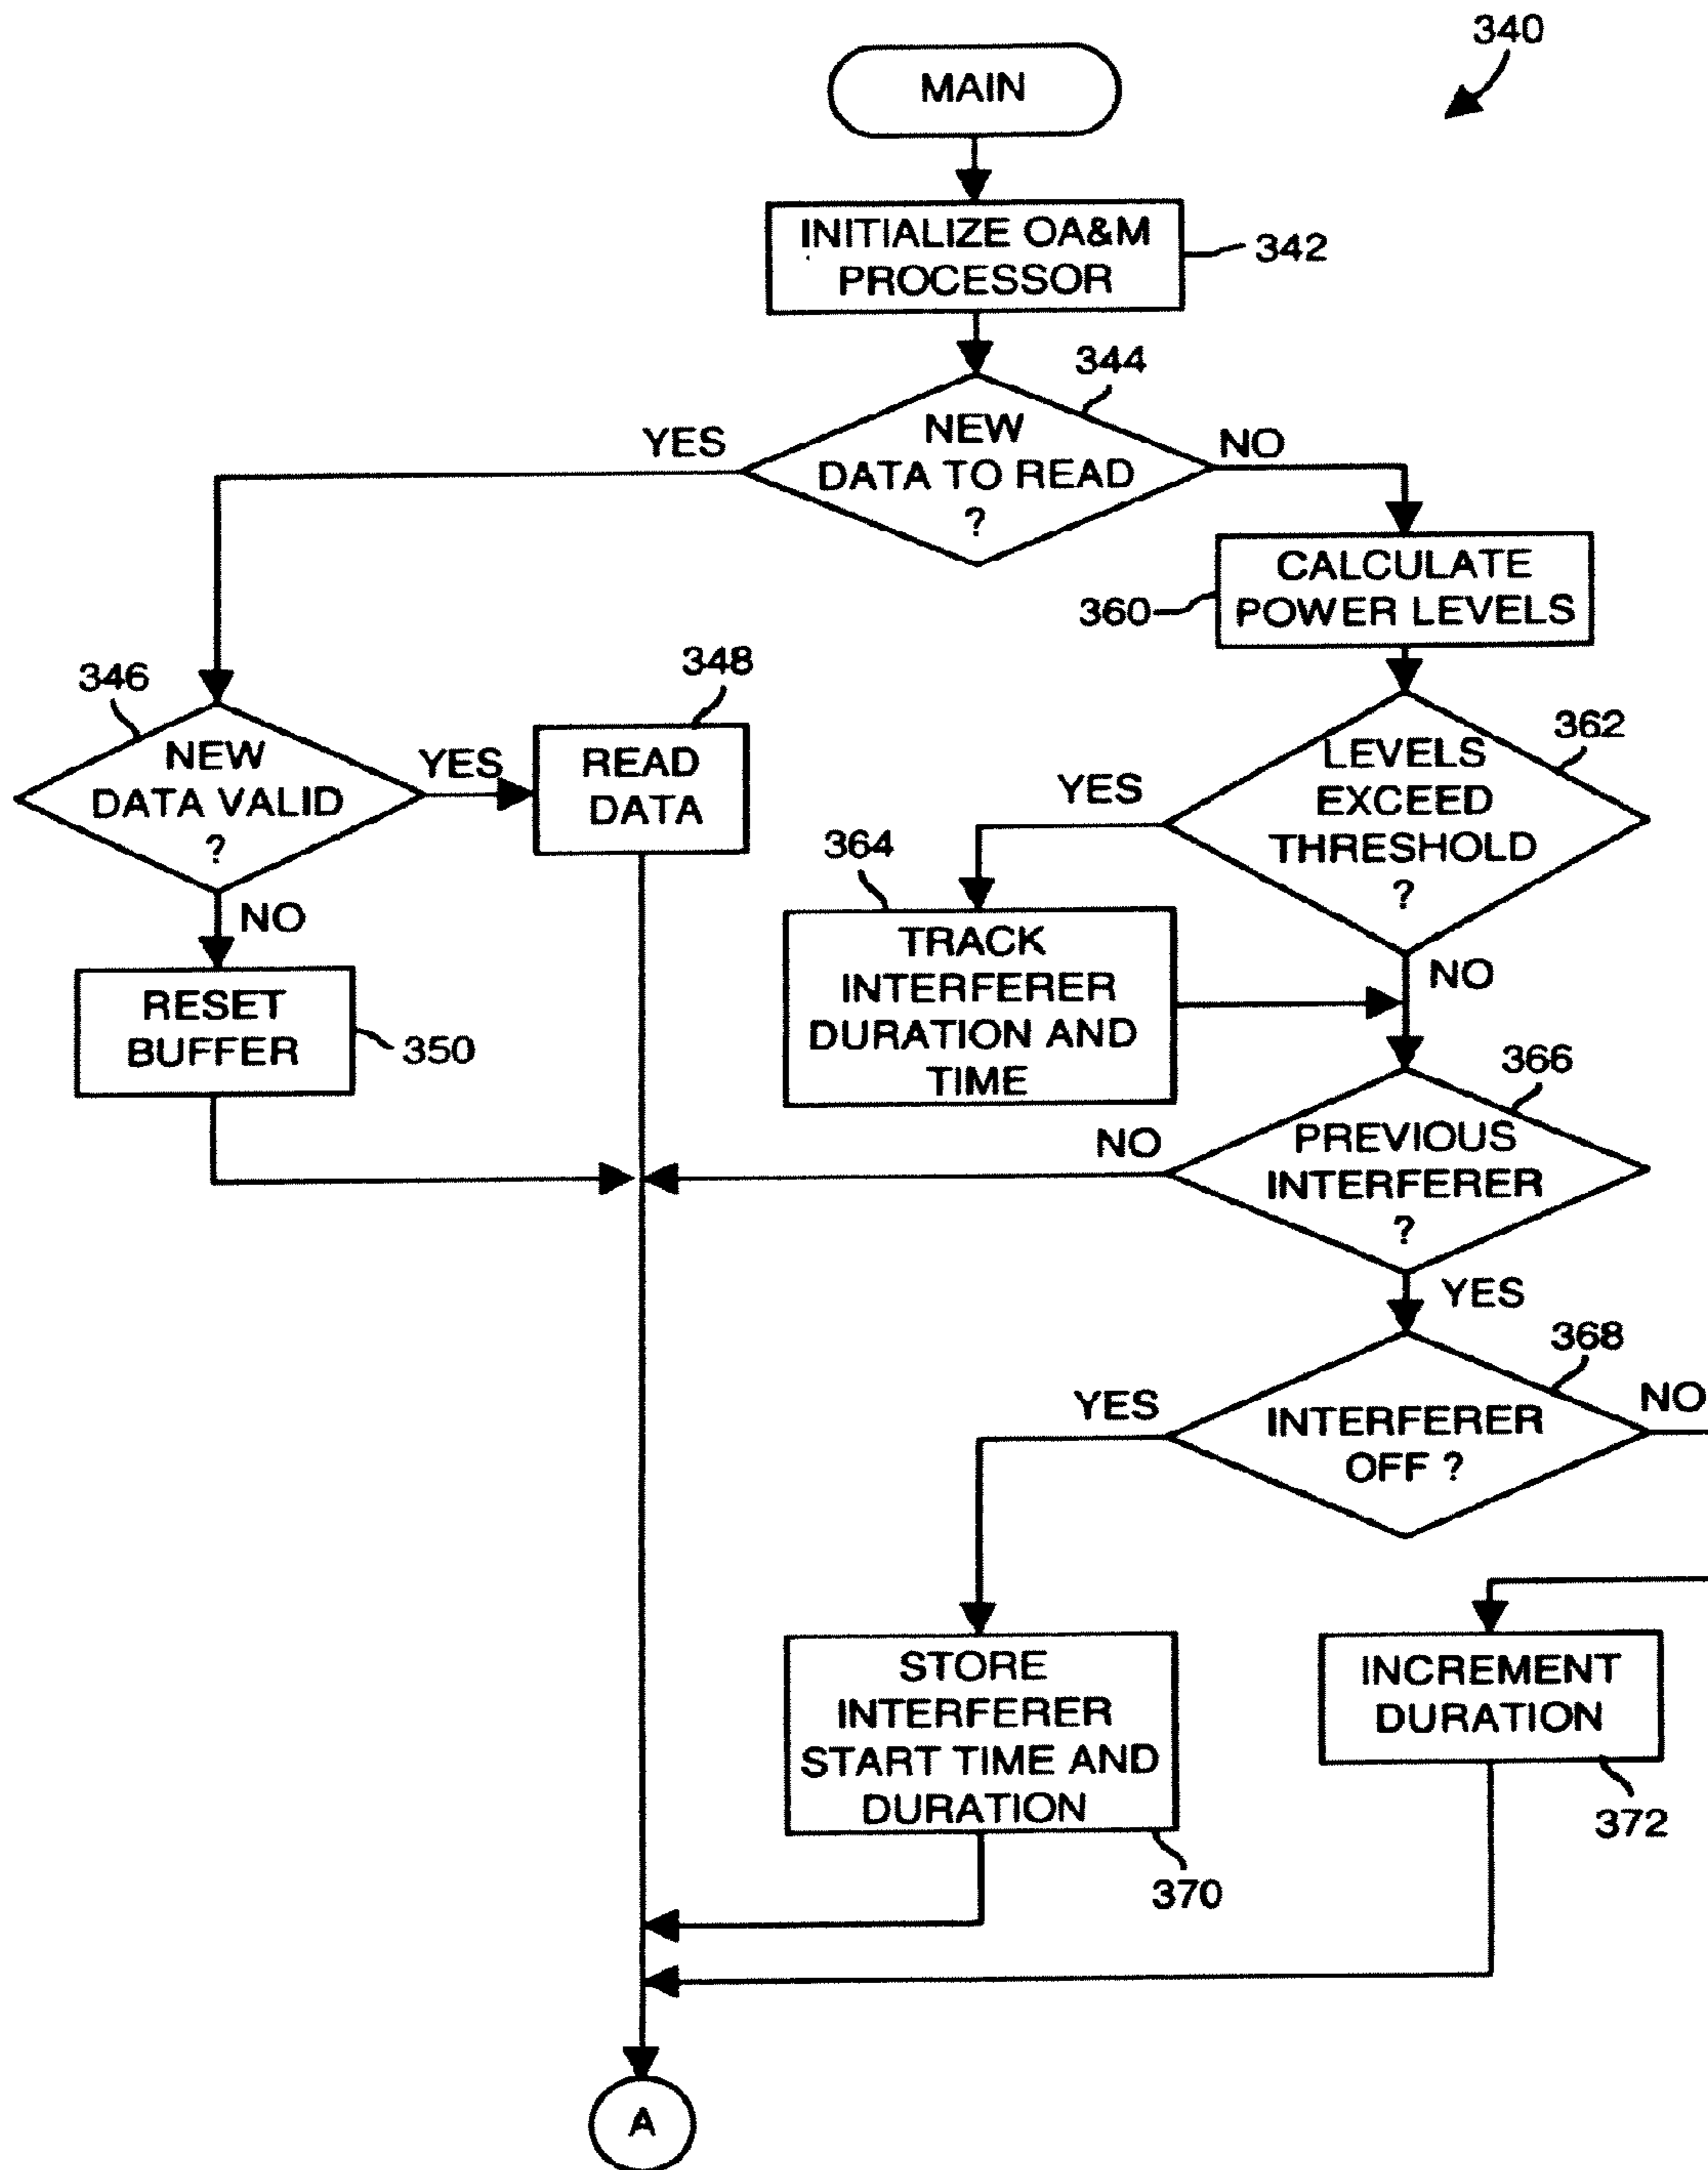 340
MAIN
INITIALIZE OA&M
PROCESSOR
342
344
NEW
DATA TO READ
?
YES
NO
CALCULATE
POWER LEVELS
360
346
NEW
DATA VALID
?
YES
348
READ
DATA
NO
RESET
BUFFER
350
362
LEVELS
EXCEED
THRESHOLD
?
YES
NO
364
TRACK
INTERFERER
DURATION AND
TIME
366
PREVIOUS
INTERFERER
?
NO
YES
368
INTERFERER
OFF ?
YES
NO
STORE
INTERFERER
START TIME AND
DURATION
370
INCREMENT
DURATION
372
A